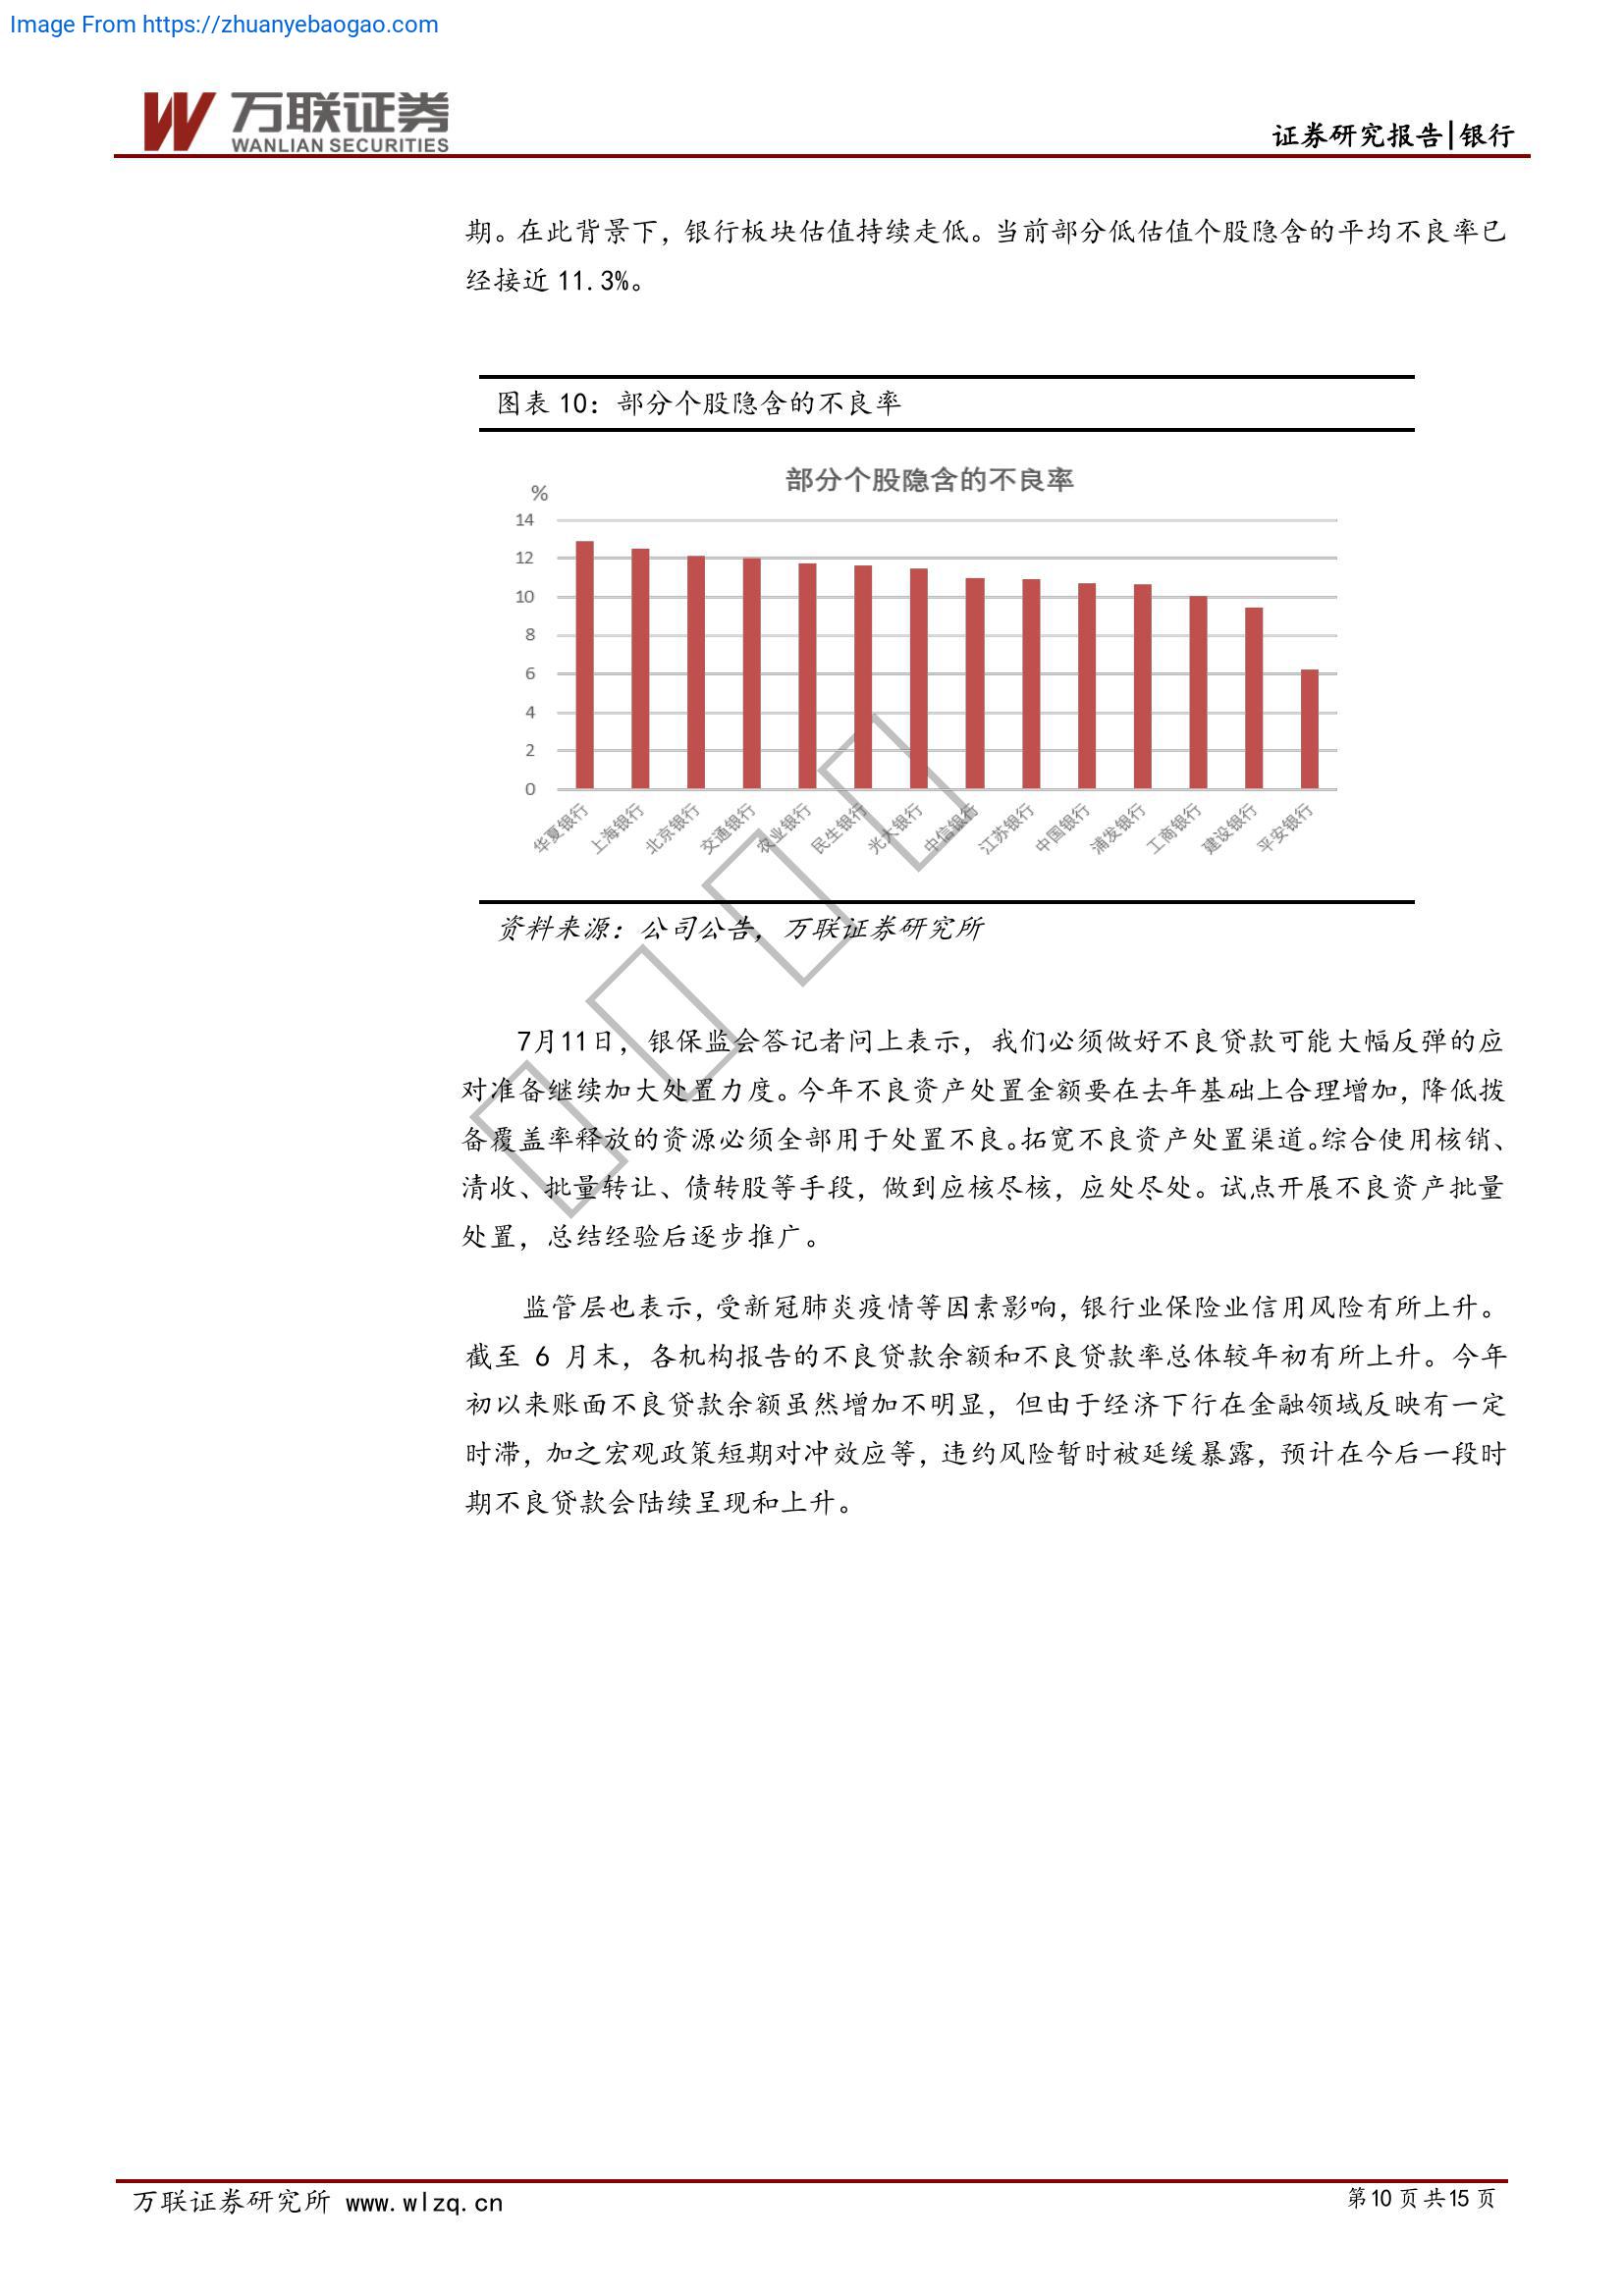 Image From https://zhuanyebaogao.com
万联证券
WANLIAN SECURITIES
证券研究报告|银行
期。在此背景下，银行板块估值持续走低。当前部分低估值个股隐含的平均不良率已
经接近 11.3%。
图表 10：部分个股隐含的不良率
部分个股隐含的不良率
%
14
12
10
8
6
4
2
0
华夏银行
上海银行
北京银行
交通银行
农业银行
民生银行
光大银行
中信银行
江苏银行
中国银行
浦发银行
工商银行
建设银行
平安银行
资料来源：公司公告，万联证券研究所
7月11日，银保监会答记者问上表示，我们必须做好不良贷款可能大幅反弹的应
对准备继续加大处置力度。今年不良资产处置金额要在去年基础上合理增加，降低拨
备覆盖率释放的资源必须全部用于处置不良。拓宽不良资产处置渠道。综合使用核销、
清收、批量转让、债转股等手段，做到应核尽核，应处尽处。试点开展不良资产批量
处置，总结经验后逐步推广。
监管层也表示，受新冠肺炎疫情等因素影响，银行业保险业信用风险有所上升。
截至 6 月末，各机构报告的不良贷款余额和不良贷款率总体较年初有所上升。今年
初以来账面不良贷款余额虽然增加不明显，但由于经济下行在金融领域反映有一定
时滞，加之宏观政策短期对冲效应等，违约风险暂时被延缓暴露，预计在今后一段时
期不良贷款会陆续呈现和上升。
万联证券研究所 www.wlzq.cn
第10 页 共15 页